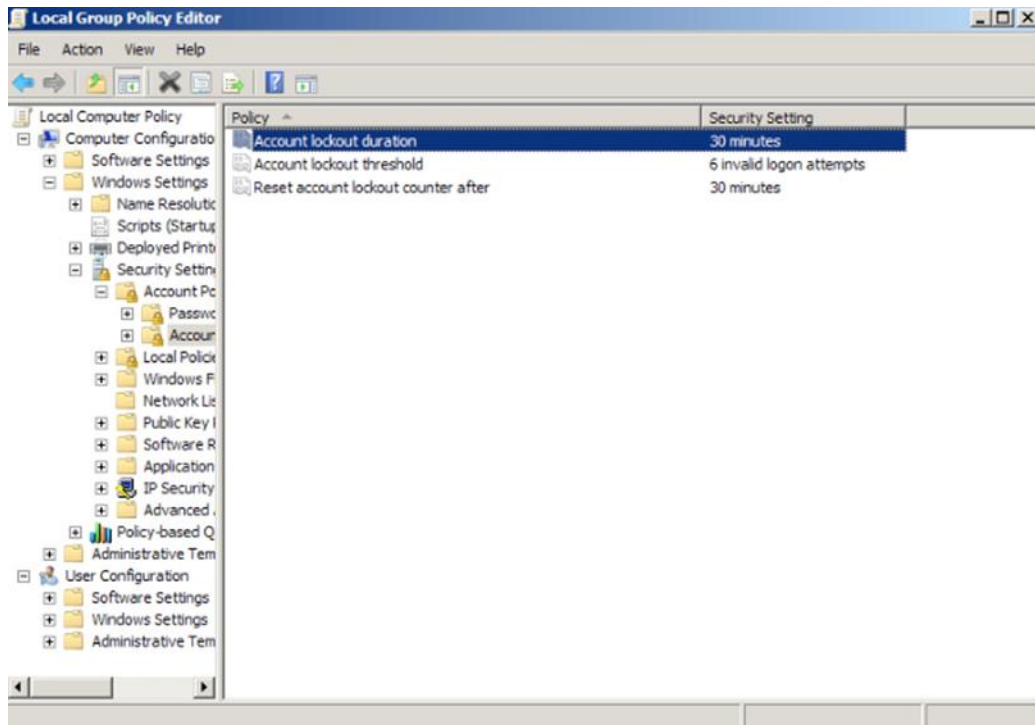 Local Group Policy Editor
File Action View Help
Local Computer Policy
Computer Configuratio
Software Settings
Windows Settings
Name Resolutic
Scripts (Startup
Deployed Print
Security Settin
Account Po
Passwo
Accoun
Local Policie
Windows F
Network Lis
Public Key
Software R
Application
IP Security
Advanced
Policy-based Q
Administrative Tem
User Configuration
Software Settings
Windows Settings
Administrative Tem
Policy Security Setting
Account lockout duration 30 minutes
Account lockout threshold 6 invalid logon attempts
Reset account lockout counter after 30 minutes